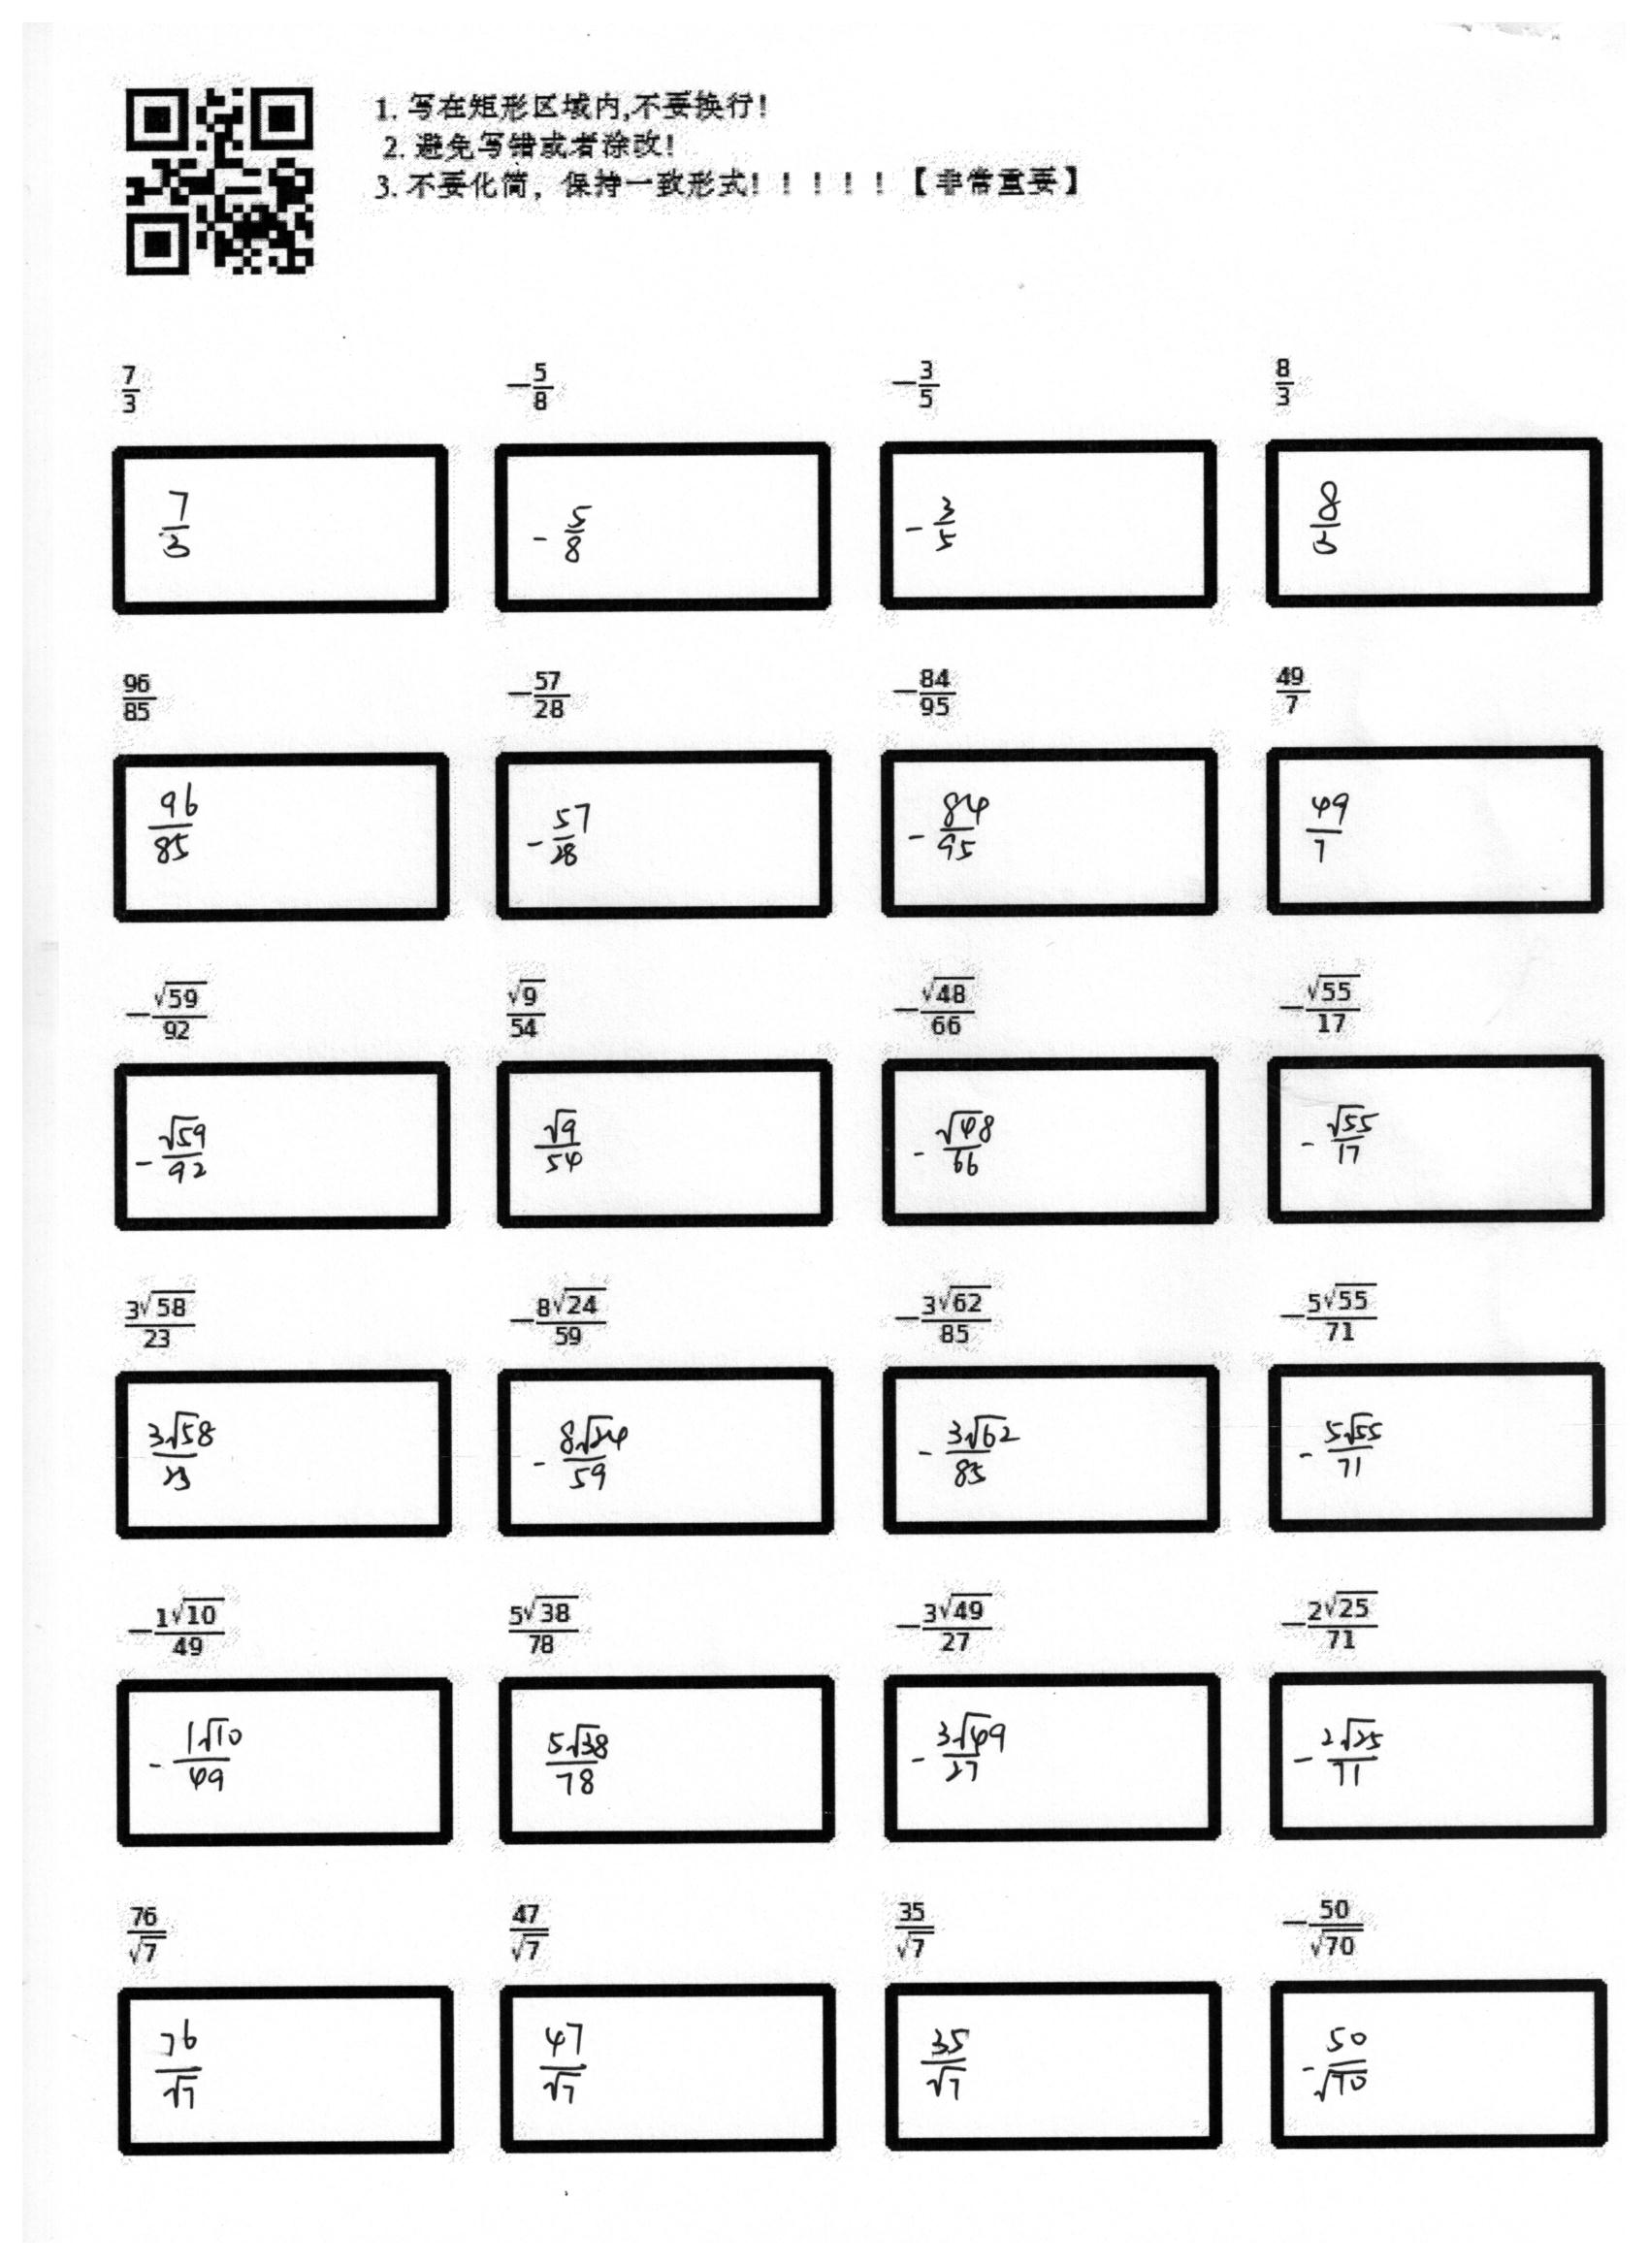 1. 写在矩形区域内,不要换行!
2. 避免写错或者涂改!
3. 不要化简，保持一致形式!！！！！【非常重要】
\frac{7}{3} -\frac{5}{8} -\frac{3}{5} \frac{8}{3}
\frac{7}{3} -\frac{5}{8} -\frac{3}{5} \frac{8}{3}
\frac{96}{85} -\frac{57}{28} -\frac{84}{95} \frac{49}{7}
\frac{96}{85} -\frac{57}{28} -\frac{84}{95} \frac{49}{7}
-\frac{\sqrt{59}}{92} \frac{\sqrt{9}}{54} -\frac{\sqrt{48}}{66} -\frac{\sqrt{55}}{17}
-\frac{\sqrt{59}}{92} \frac{\sqrt{9}}{54} -\frac{\sqrt{48}}{66} -\frac{\sqrt{55}}{17}
\frac{3\sqrt{58}}{23} -\frac{8\sqrt{24}}{59} -\frac{3\sqrt{62}}{85} -\frac{5\sqrt{55}}{71}
\frac{3\sqrt{58}}{23} -\frac{8\sqrt{24}}{59} -\frac{3\sqrt{62}}{85} -\frac{5\sqrt{55}}{71}
-\frac{1\sqrt{10}}{49} \frac{5\sqrt{38}}{78} -\frac{3\sqrt{49}}{27} -\frac{2\sqrt{25}}{71}
-\frac{1\sqrt{10}}{49} \frac{5\sqrt{38}}{78} -\frac{3\sqrt{49}}{27} -\frac{2\sqrt{25}}{71}
\frac{76}{\sqrt{7}} \frac{47}{\sqrt{7}} \frac{35}{\sqrt{7}} -\frac{50}{\sqrt{70}}
\frac{76}{\sqrt{7}} \frac{47}{\sqrt{7}} \frac{35}{\sqrt{7}} -\frac{50}{\sqrt{70}}